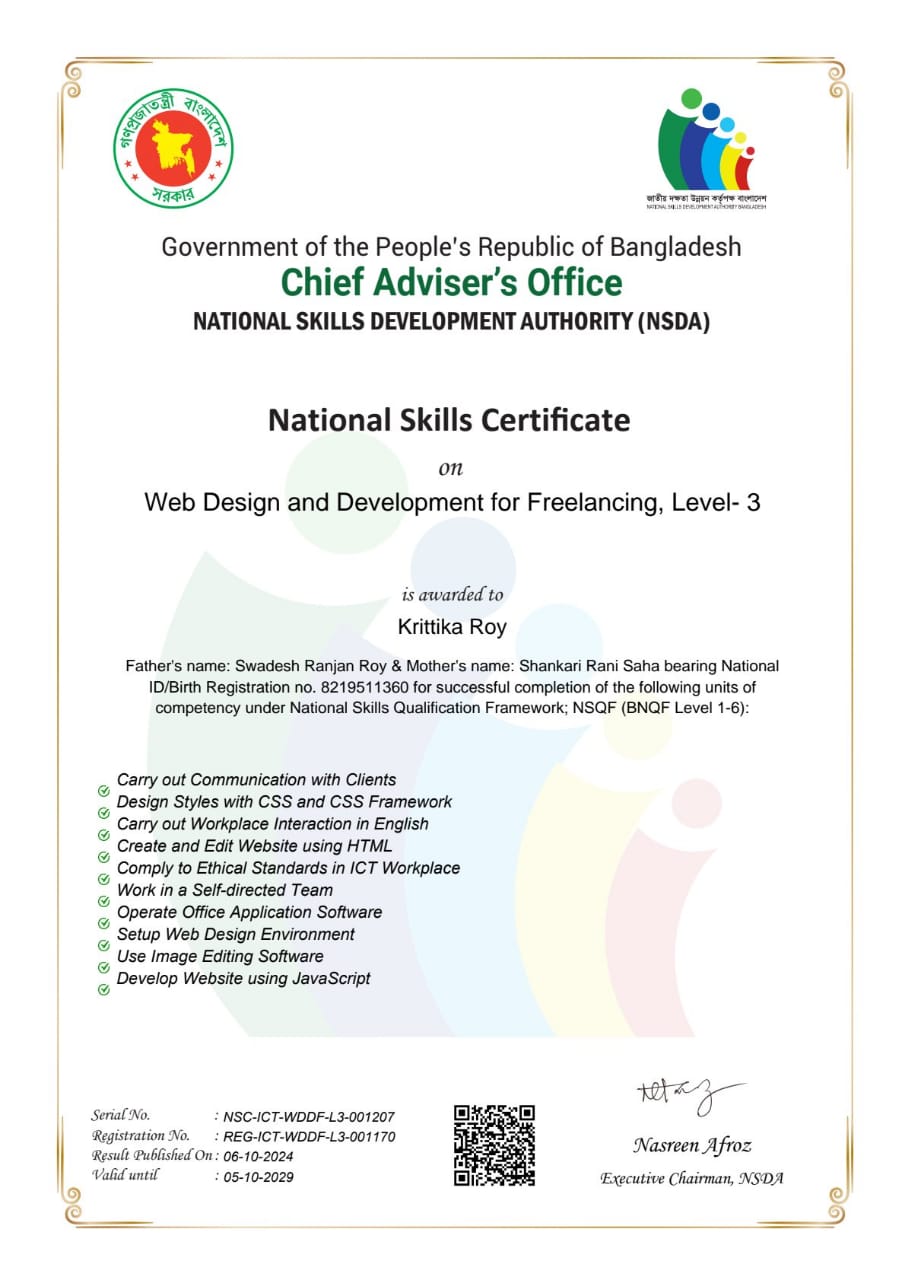 গণপ্রজাতন্ত্রী বাংলাদেশ
সরকার
জাতীয় দক্ষতা উন্নয়ন কর্তৃপক্ষ বাংলাদেশ
NATIONAL SKILLS DEVELOPMENT AUTHORITY BANGLADESH
Government of the People's Republic of Bangladesh
Chief Adviser's Office
NATIONAL SKILLS DEVELOPMENT AUTHORITY (NSDA)
National Skills Certificate
on
Web Design and Development for Freelancing, Level- 3
is awarded to
Krittika Roy
Father's name: Swadesh Ranjan Roy & Mother's name: Shankari Rani Saha bearing National
ID/Birth Registration no. 8219511360 for successful completion of the following units of
competency under National Skills Qualification Framework; NSQF (BNQF Level 1-6):
Carry out Communication with Clients
Design Styles with CSS and CSS Framework
Carry out Workplace Interaction in English
Create and Edit Website using HTML
Comply to Ethical Standards in ICT Workplace
Work in a Self-directed Team
Operate Office Application Software
Setup Web Design Environment
Use Image Editing Software
Develop Website using JavaScript
Serial No. : NSC-ICT-WDDF-L3-001207
Registration No. : REG-ICT-WDDF-L3-001170
Result Published On : 06-10-2024
Valid until : 05-10-2029
Nasreen Afroz
Executive Chairman, NSDA